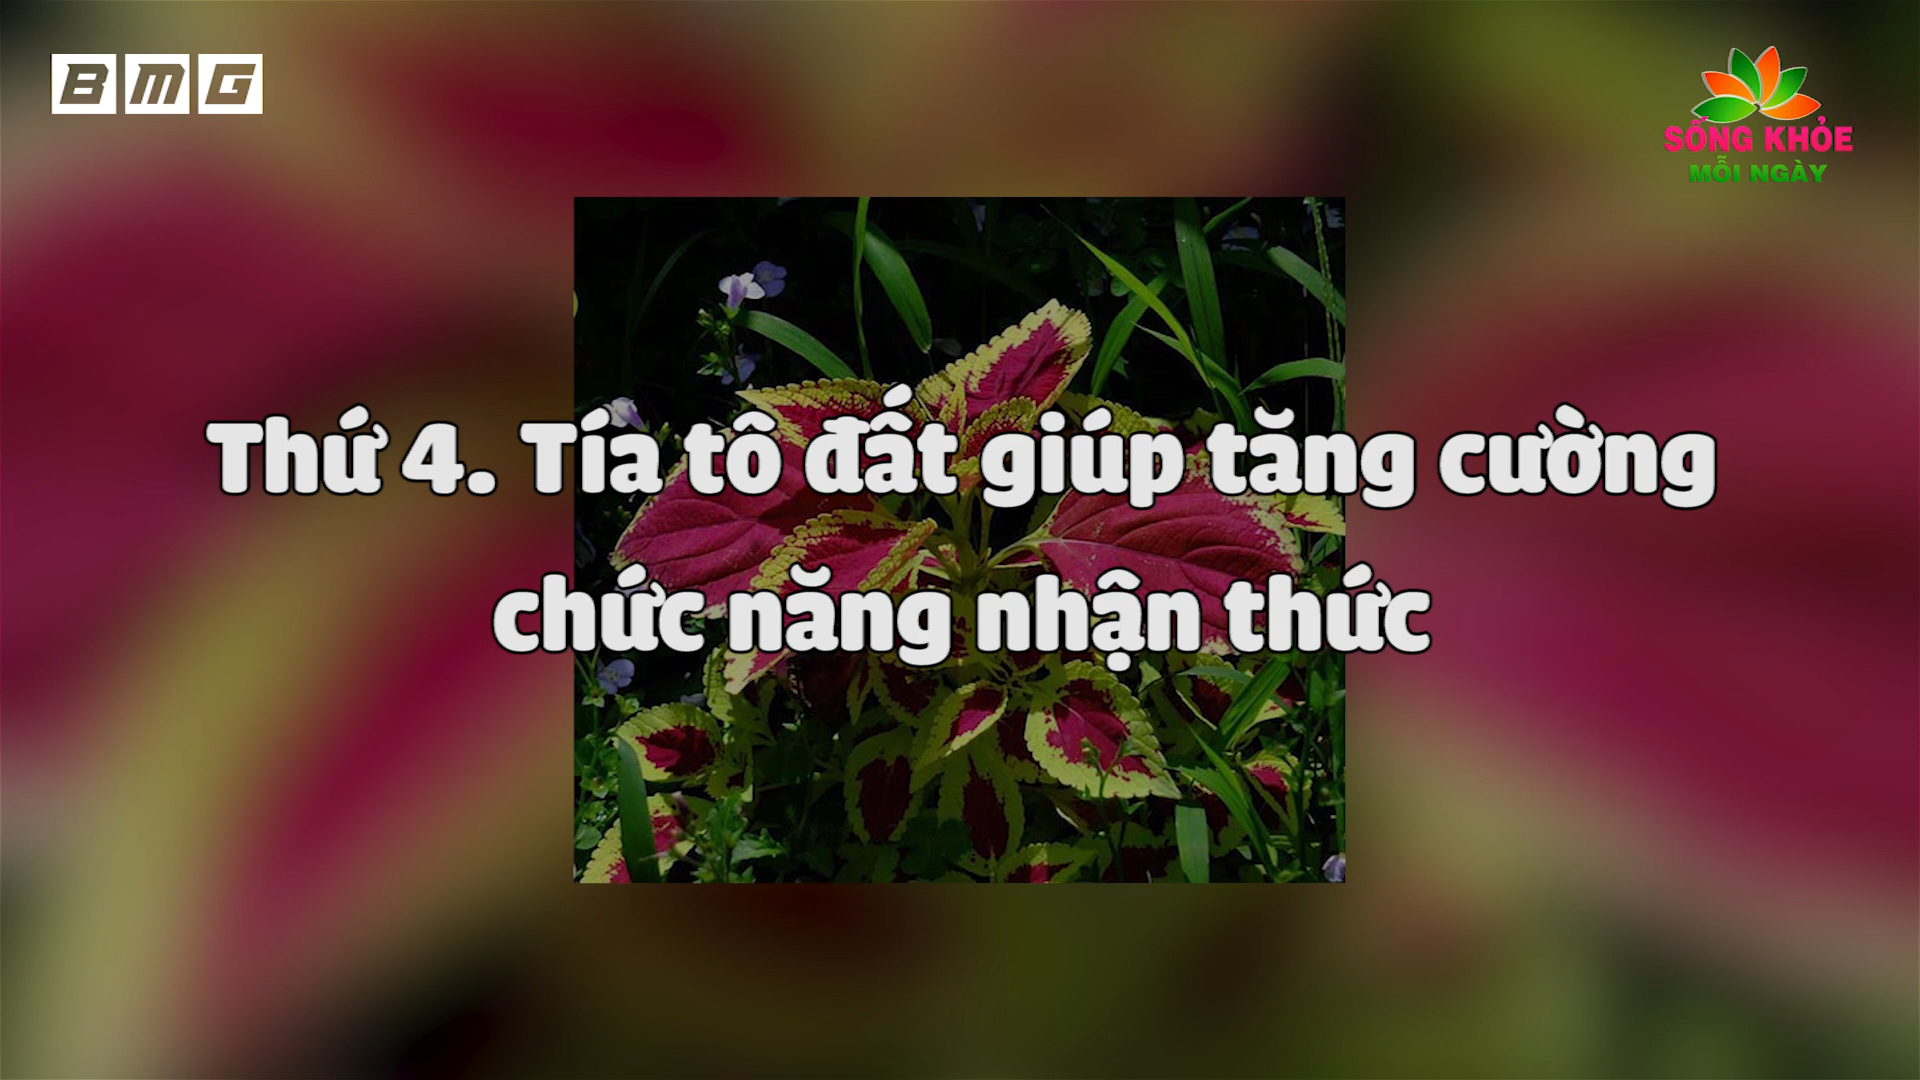 BMG
SỐNG KHỎE
MỖI NGÀY
Thứ 4. Tía tô đất giúp tăng cường
chức năng nhận thức